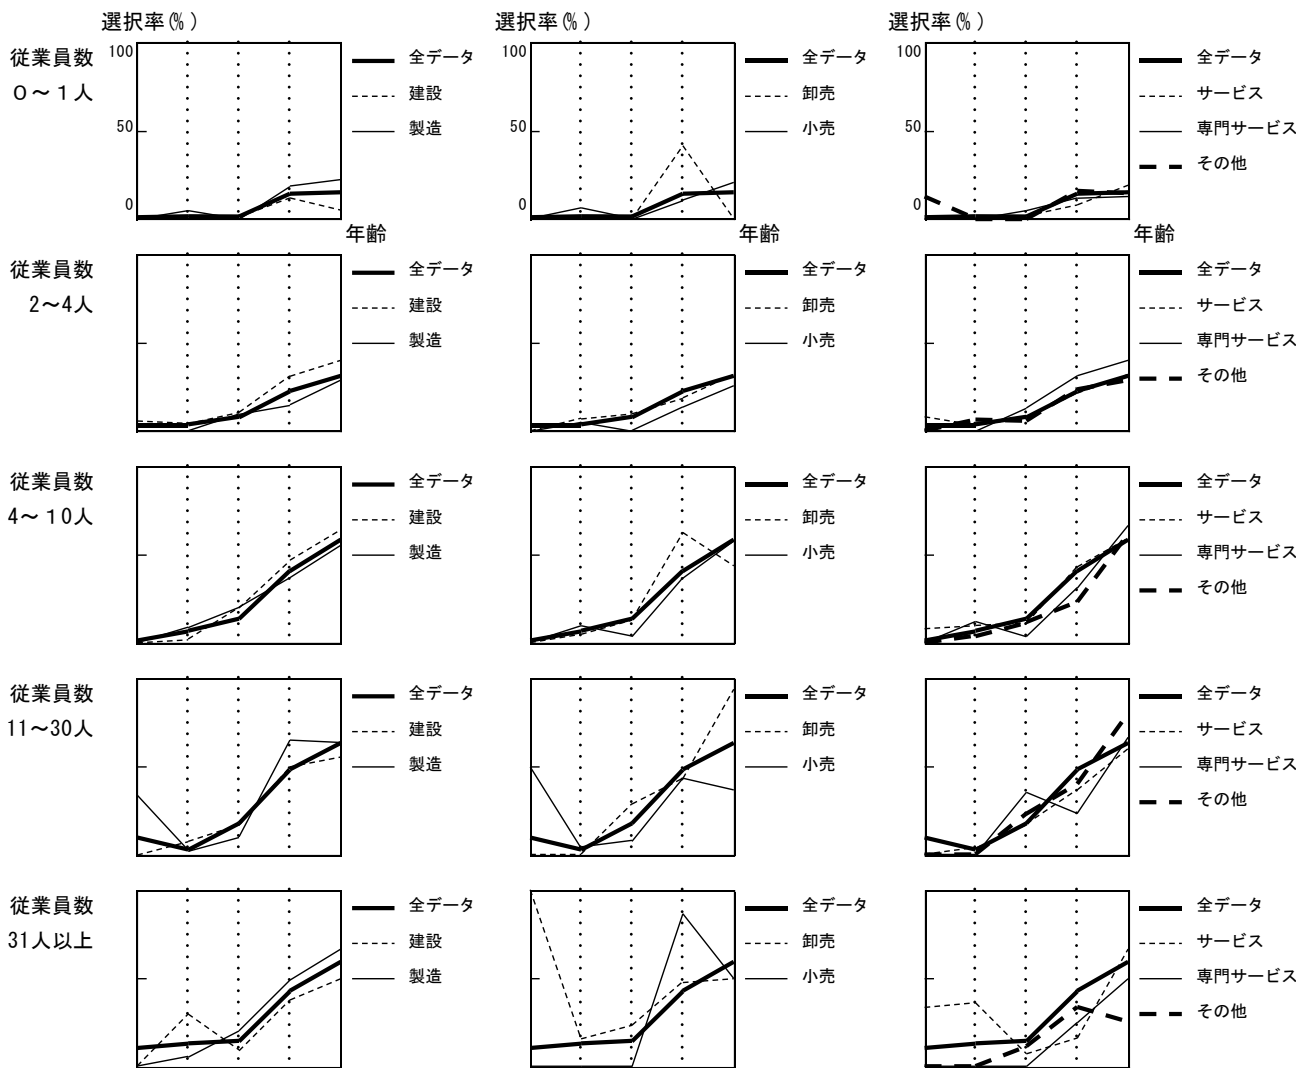 選択率(%)
選択率(%)
選択率(%)
従業員数
0～1人
100
50
0
全データ
建設
製造
年齢
100
50
0
全データ
卸売
小売
年齢
100
50
0
全データ
サービス
専門サービス
その他
年齢
従業員数
2～4人
全データ
建設
製造
全データ
卸売
小売
全データ
サービス
専門サービス
その他
従業員数
4～10人
全データ
建設
製造
全データ
卸売
小売
全データ
サービス
専門サービス
その他
従業員数
11～30人
全データ
建設
製造
全データ
卸売
小売
全データ
サービス
専門サービス
その他
従業員数
31人以上
全データ
建設
製造
全データ
卸売
小売
全データ
サービス
専門サービス
その他